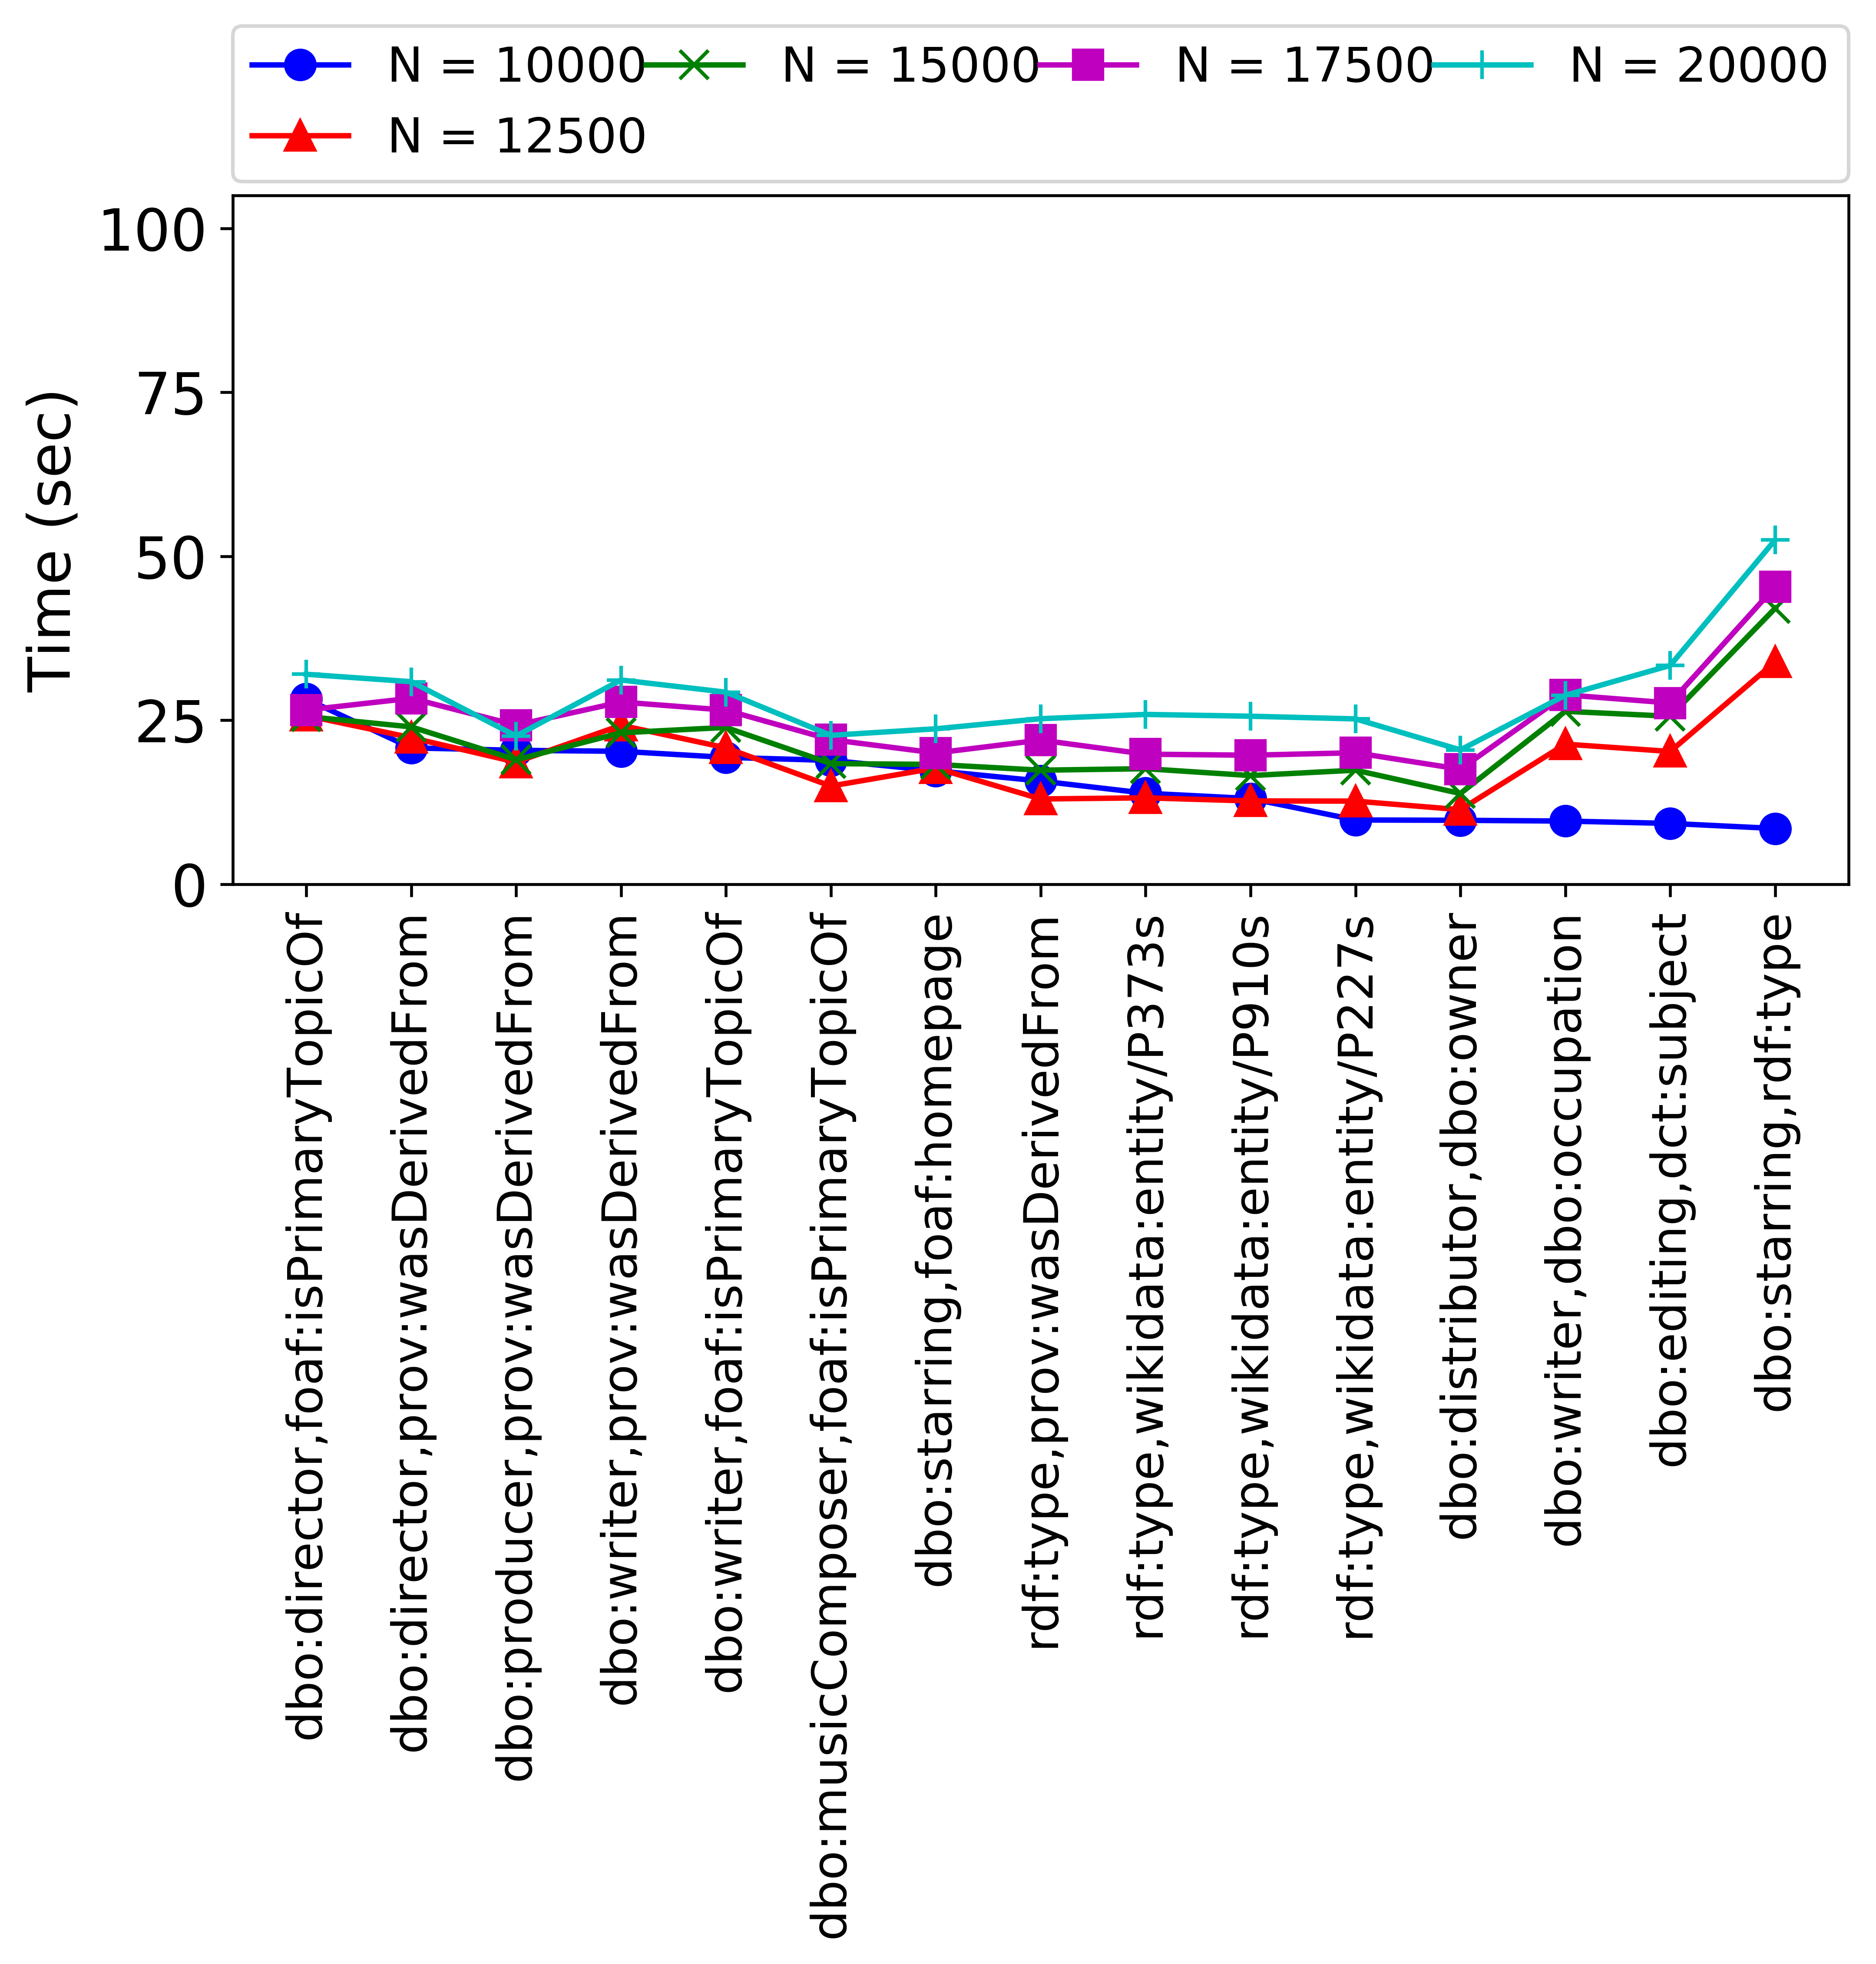 N = 10000 N = 15000 N = 17500 N = 20000
N = 12500
Time (sec)
100
75
50
25
0
dbo:director,foaf:isPrimaryTopicOf
dbo:director,prov:wasDerivedFrom
dbo:producer,prov:wasDerivedFrom
dbo:writer,prov:wasDerivedFrom
dbo:writer,foaf:isPrimaryTopicOf
dbo:musicComposer,foaf:isPrimaryTopicOf
dbo:starring,foaf:homepage
rdf:type,prov:wasDerivedFrom
rdf:type,wikidata:entity/P373s
rdf:type,wikidata:entity/P910s
rdf:type,wikidata:entity/P227s
dbo:distributor,dbo:owner
dbo:writer,dbo:occupation
dbo:editing,dct:subject
dbo:starring,rdf:type